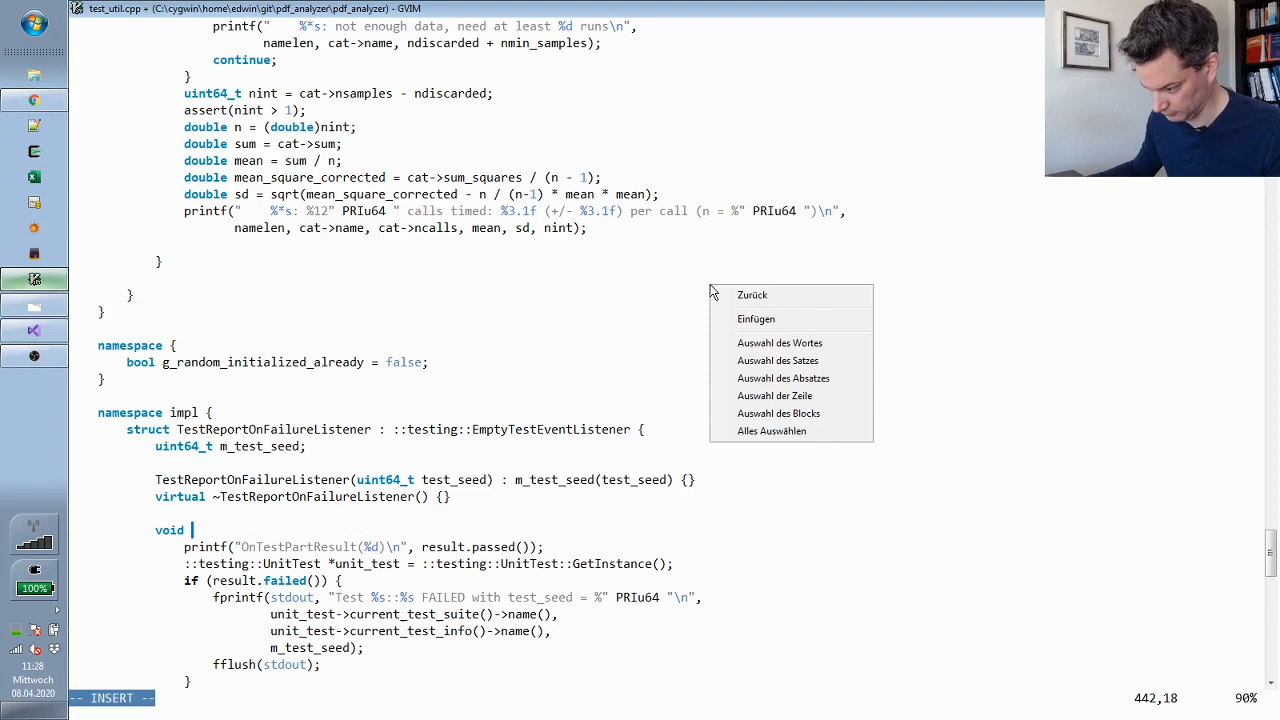 test_util.cpp + (C:\cygwin\home\edwin\git\pdf_analyzer\pdf_analyzer) - GVIM
printf("    %*s: not enough data, need at least %d runs\n",
namelen, cat->name, ndiscarded + nmin_samples);
continue;
}
uint64_t nint = cat->nsamples - ndiscarded;
assert(nint > 1);
double n = (double)nint;
double sum = cat->sum;
double mean = sum / n;
double mean_square_corrected = cat->sum_squares / (n - 1);
double sd = sqrt(mean_square_corrected - n / (n-1) * mean * mean);
printf("    %*s: %12" PRIu64 " calls timed: %3.1f (+/- %3.1f) per call (n = %" PRIu64 ")\n",
namelen, cat->name, cat->ncalls, mean, sd, nint);
}
}
}
namespace {
bool g_random_initialized_already = false;
}
namespace impl {
struct TestReportOnFailureListener : ::testing::EmptyTestEventListener {
uint64_t m_test_seed;
TestReportOnFailureListener(uint64_t test_seed) : m_test_seed(test_seed) {}
virtual ~TestReportOnFailureListener() {}
void
printf("OnTestPartResult(%d)\n", result.passed());
::testing::UnitTest *unit_test = ::testing::UnitTest::GetInstance();
if (result.failed()) {
fprintf(stdout, "Test %s::%s FAILED with test_seed = %" PRIu64 "\n",
unit_test->current_test_suite()->name(),
unit_test->current_test_info()->name(),
m_test_seed);
fflush(stdout);
}
-- INSERT --
442,18
90%
Zurück
Einfügen
Auswahl des Wortes
Auswahl des Satzes
Auswahl des Absatzes
Auswahl der Zeile
Auswahl des Blocks
Alles Auswählen
100%
11:28
Mittwoch
08.04.2020